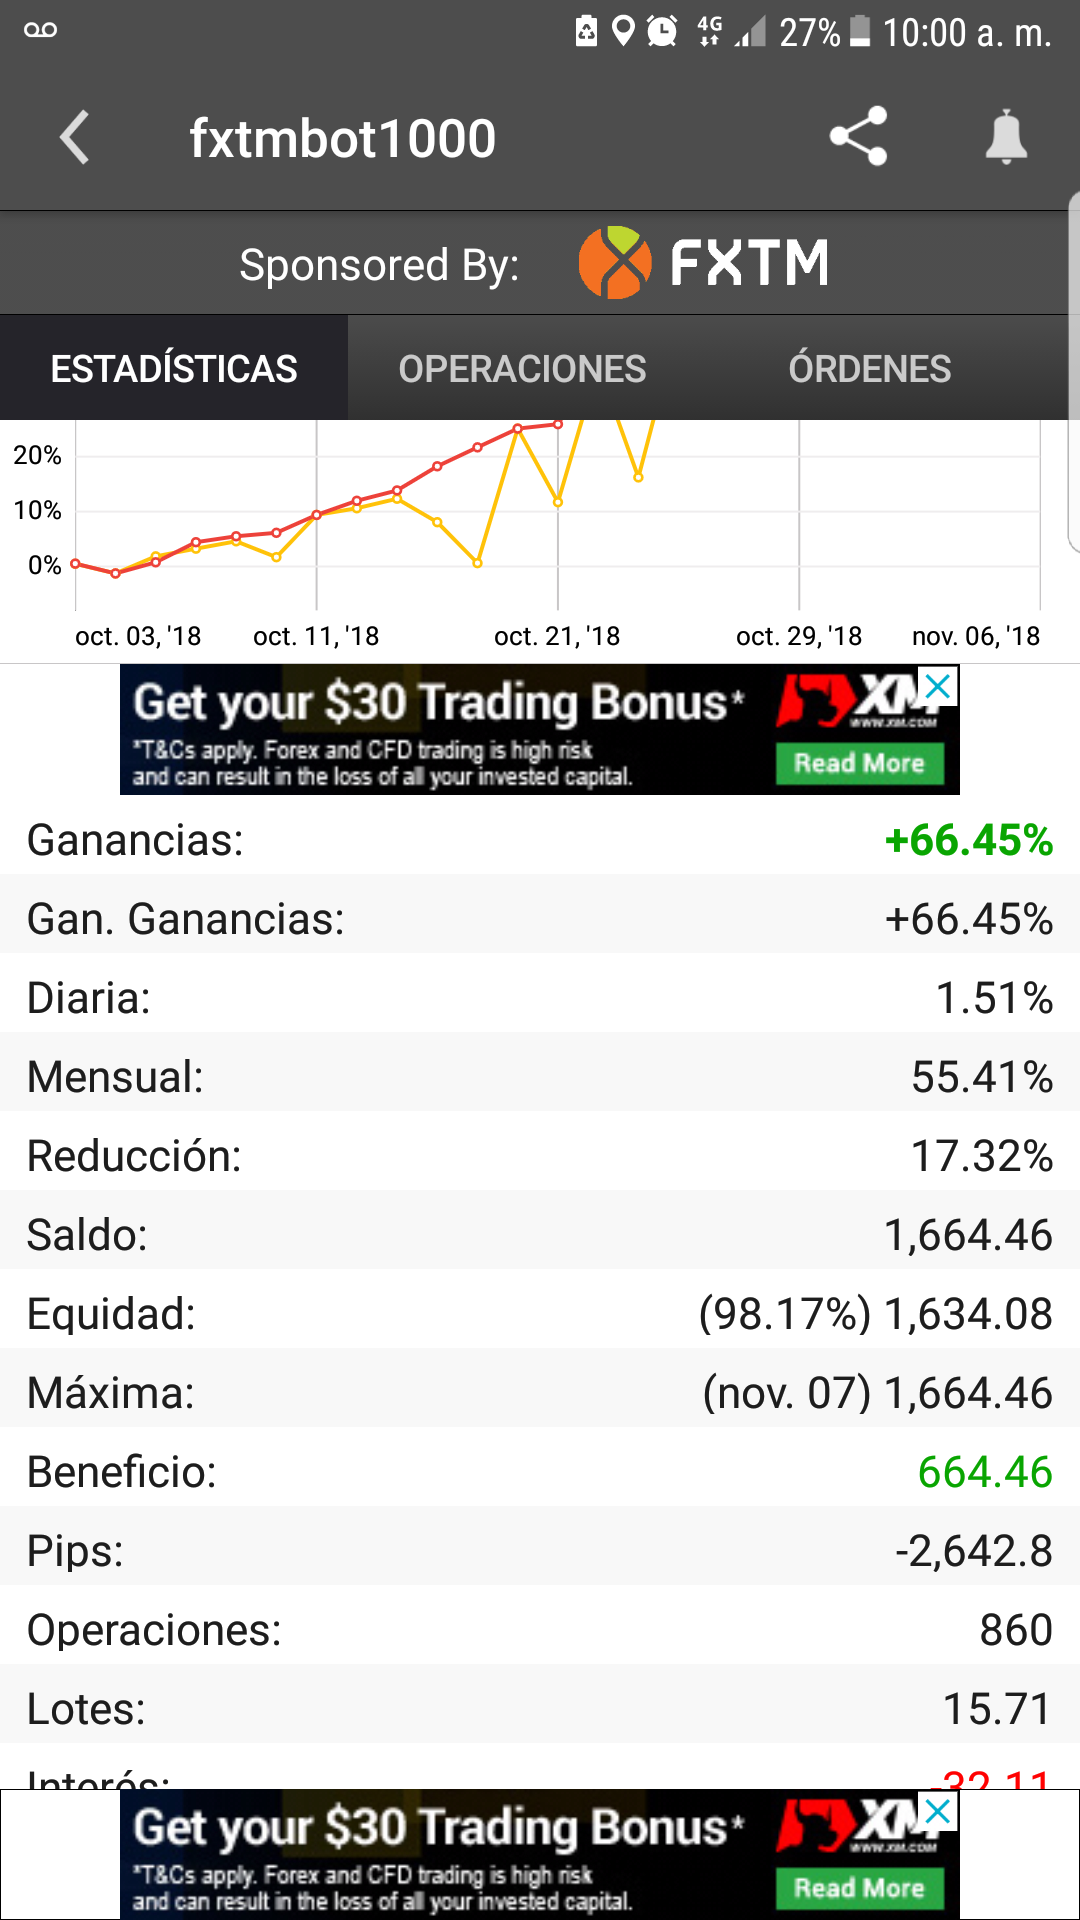 4G 27% 10:00 a. m.
fxtmbot1000
Sponsored By: FXTM
ESTADÍSTICAS OPERACIONES ÓRDENES
20%
10%
0%
oct. 03, '18 oct. 11, '18 oct. 21, '18 oct. 29, '18 nov. 06, '18
Get your $30 Trading Bonus* XM
*T&Cs apply. Forex and CFD trading is high risk WWW.XM.COM
and can result in the loss of all your invested capital. Read More
Ganancias: +66.45%
Gan. Ganancias: +66.45%
Diaria: 1.51%
Mensual: 55.41%
Reducción: 17.32%
Saldo: 1,664.46
Equidad: (98.17%) 1,634.08
Máxima: (nov. 07) 1,664.46
Beneficio: 664.46
Pips: -2,642.8
Operaciones: 860
Lotes: 15.71
Interés: -32.11
Get your $30 Trading Bonus* XM
*T&Cs apply. Forex and CFD trading is high risk WWW.XM.COM
and can result in the loss of all your invested capital. Read More